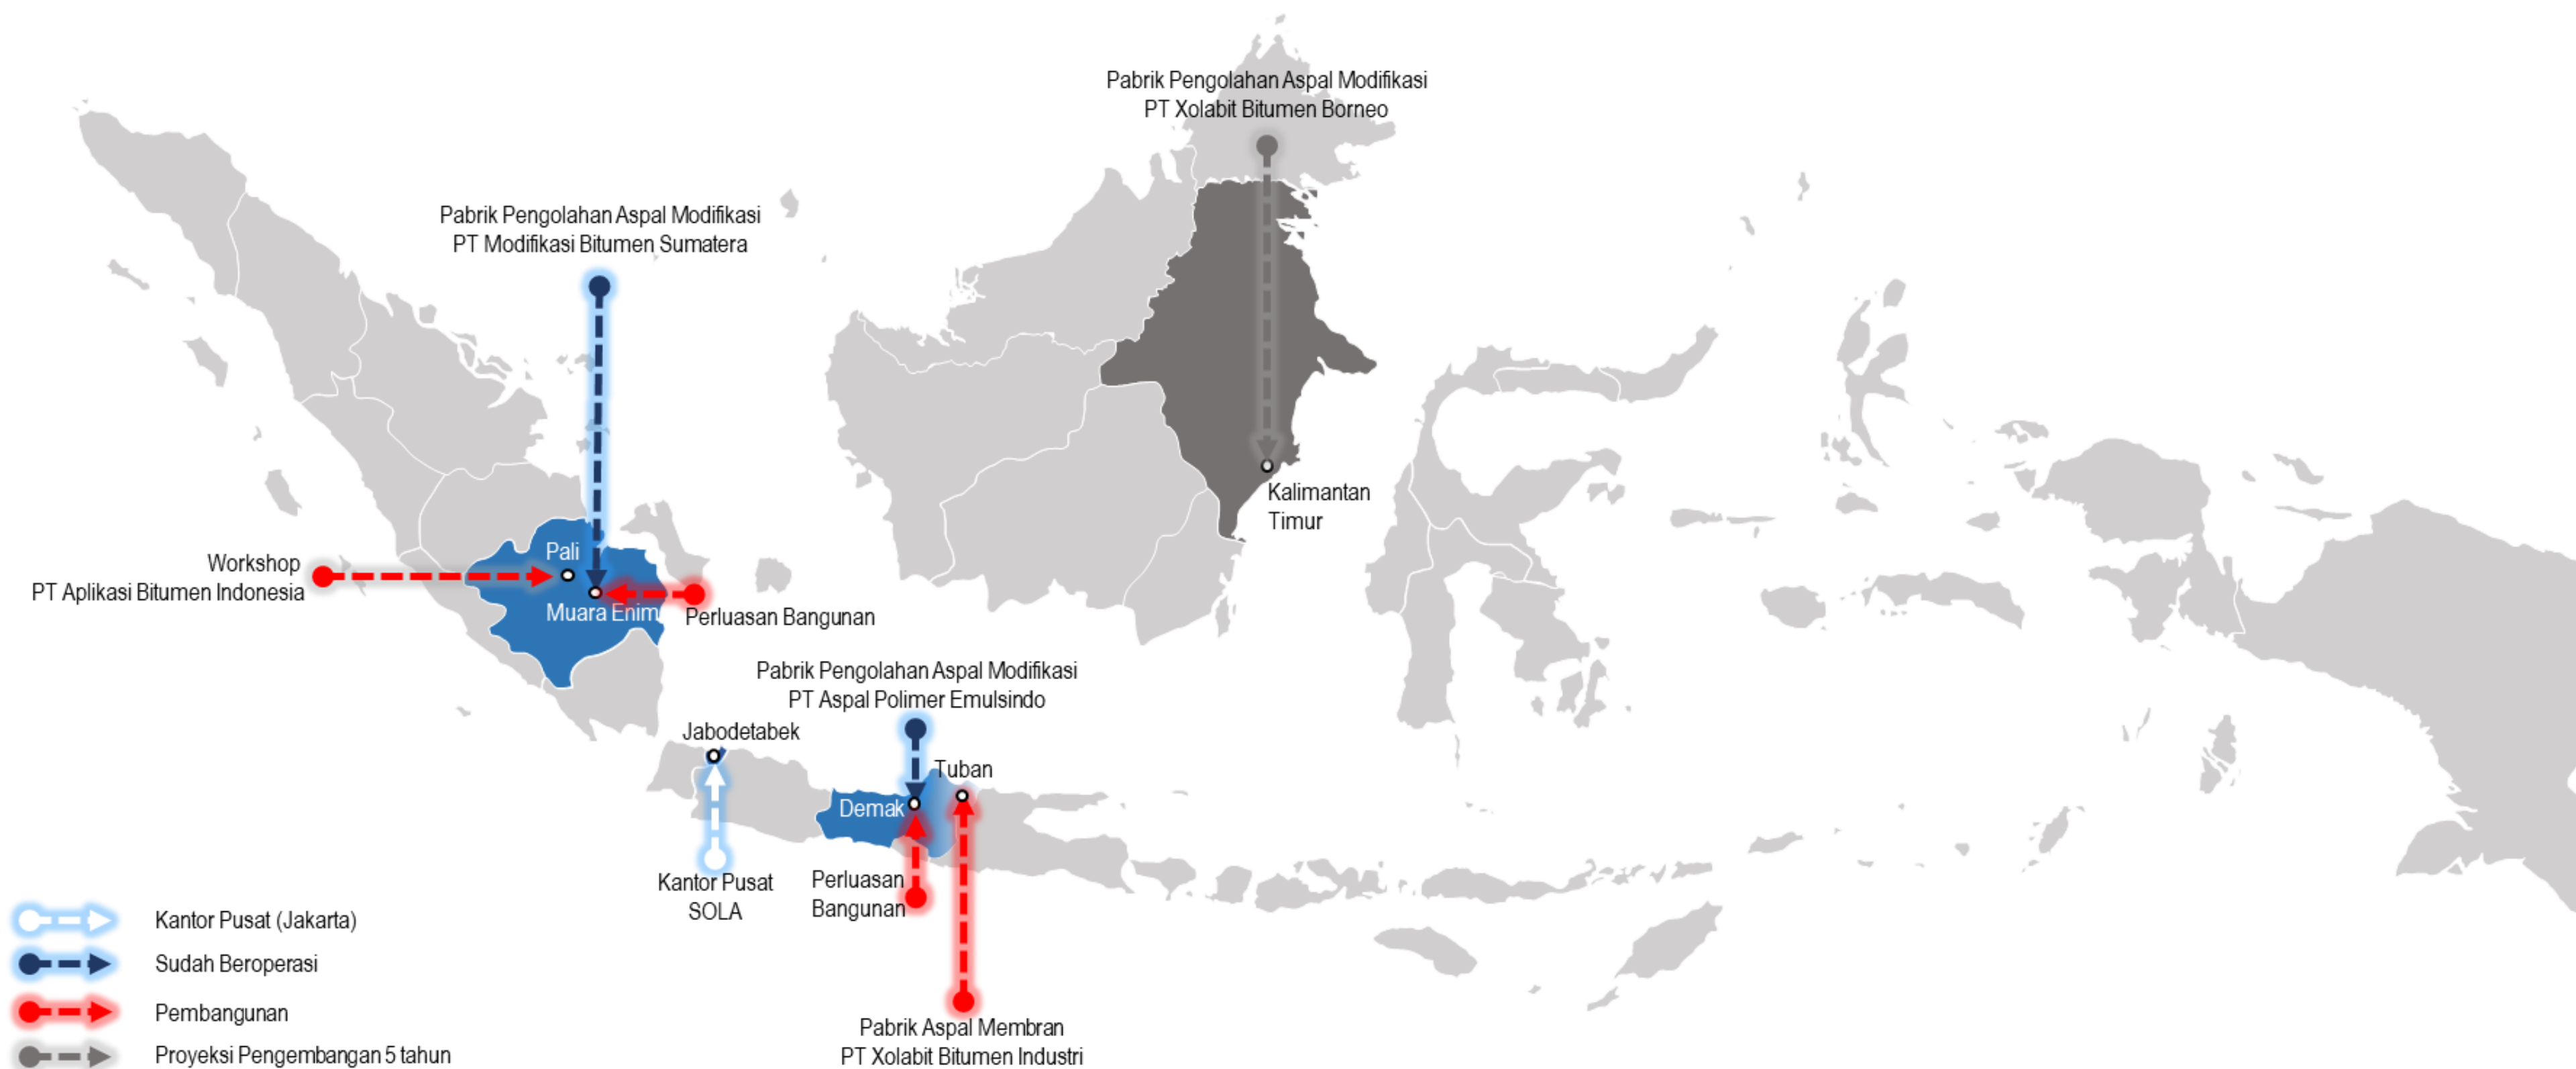 Pabrik Pengolahan Aspal Modifikasi
PT Xolabit Bitumen Borneo
Pabrik Pengolahan Aspal Modifikasi
PT Modifikasi Bitumen Sumatera
Kalimantan
Timur
Workshop
PT Aplikasi Bitumen Indonesia
Pali
Muara Enim
Perluasan Bangunan
Pabrik Pengolahan Aspal Modifikasi
PT Aspal Polimer Emulsindo
Jabodetabek
Tuban
Demak
Kantor Pusat
SOLA
Perluasan
Bangunan
Pabrik Aspal Membran
PT Xolabit Bitumen Industri
Kantor Pusat (Jakarta)
Sudah Beroperasi
Pembangunan
Proyeksi Pengembangan 5 tahun